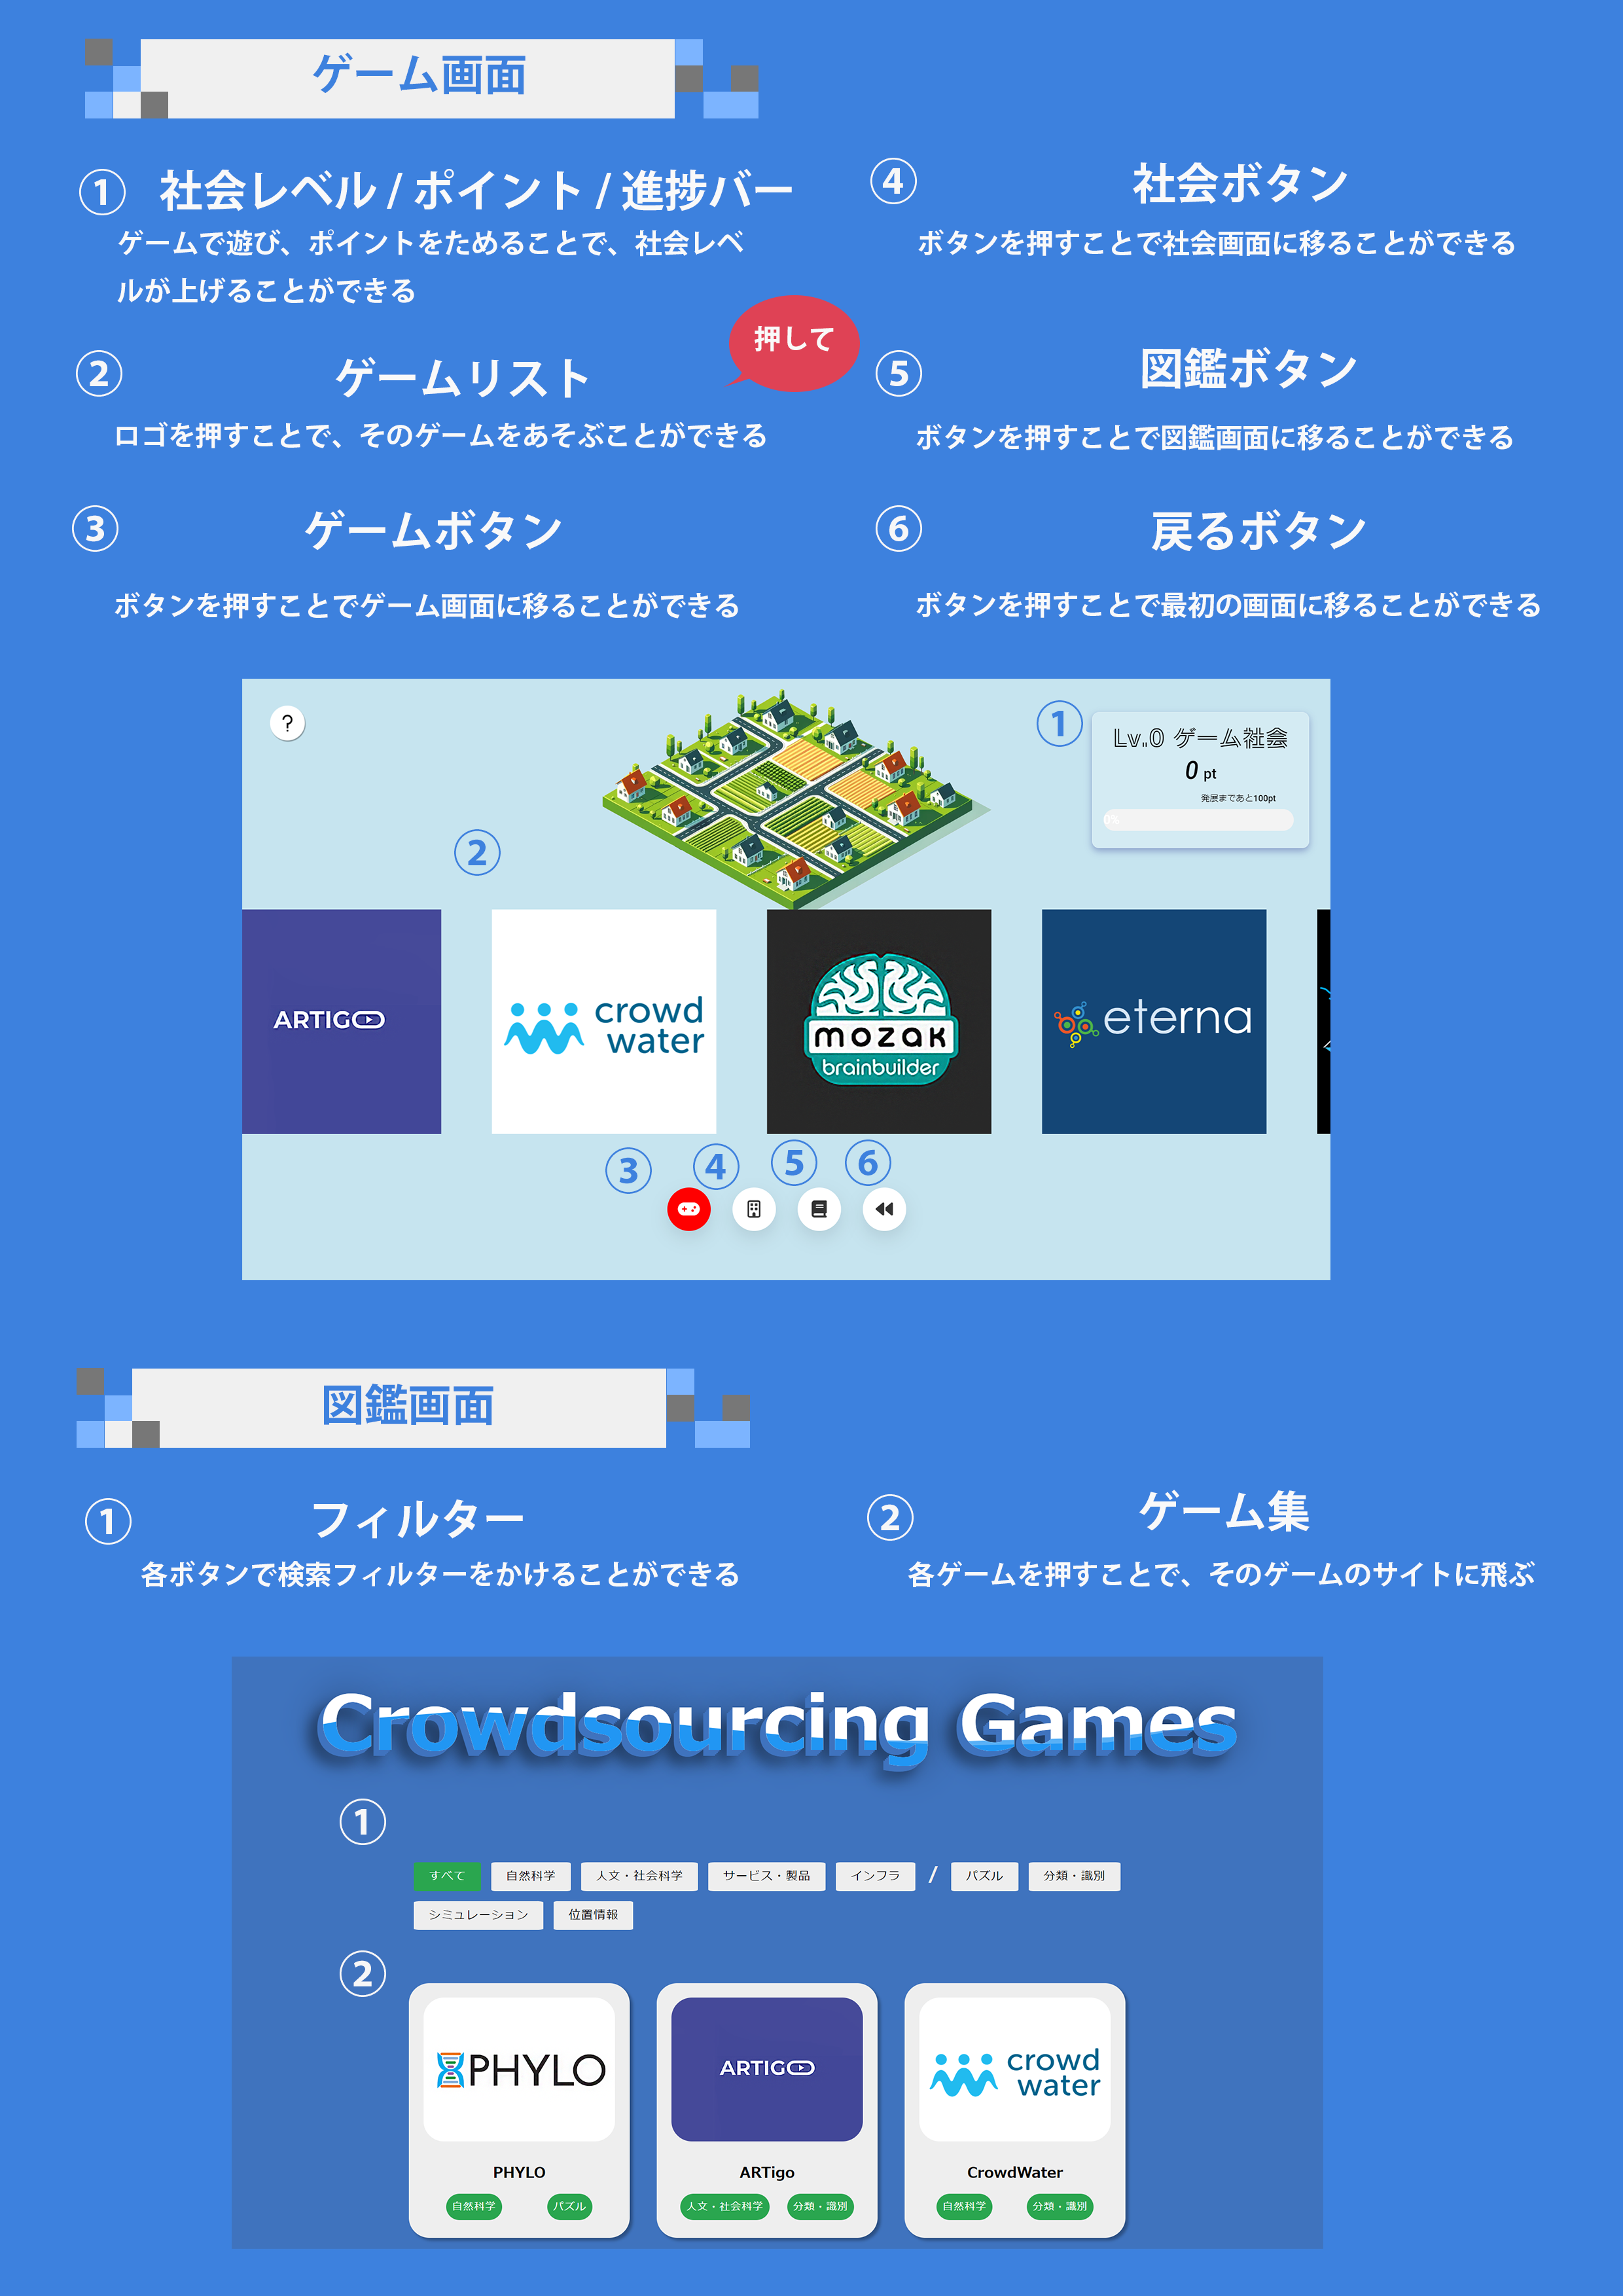 ゲーム画面
① 社会レベル / ポイント / 進捗バー
ゲームで遊び、ポイントをためることで、社会レベ
ルが上げることができる
② ゲームリスト
押して
ロゴを押すことで、そのゲームをあそぶことができる
③ ゲームボタン
ボタンを押すことでゲーム画面に移ることができる
④ 社会ボタン
ボタンを押すことで社会画面に移ることができる
⑤ 図鑑ボタン
ボタンを押すことで図鑑画面に移ることができる
⑥ 戻るボタン
ボタンを押すことで最初の画面に移ることができる
?
①
Lv.0 ゲーム社会
0 pt
発展まであと100pt
0%
②
ARTIGO
crowd
water
mozak
brainbuilder
eterna
③ ④ ⑤ ⑥
図鑑画面
① フィルター
各ボタンで検索フィルターをかけることができる
② ゲーム集
各ゲームを押すことで、そのゲームのサイトに飛ぶ
Crowdsourcing Games
①
すべて 自然科学 人文・社会科学 サービス・製品 インフラ / パズル 分類・識別
シミュレーション 位置情報
②
PHYLO
PHYLO
自然科学 パズル
ARTIGO
ARTigo
人文・社会科学 分類・識別
crowd
water
CrowdWater
自然科学 分類・識別